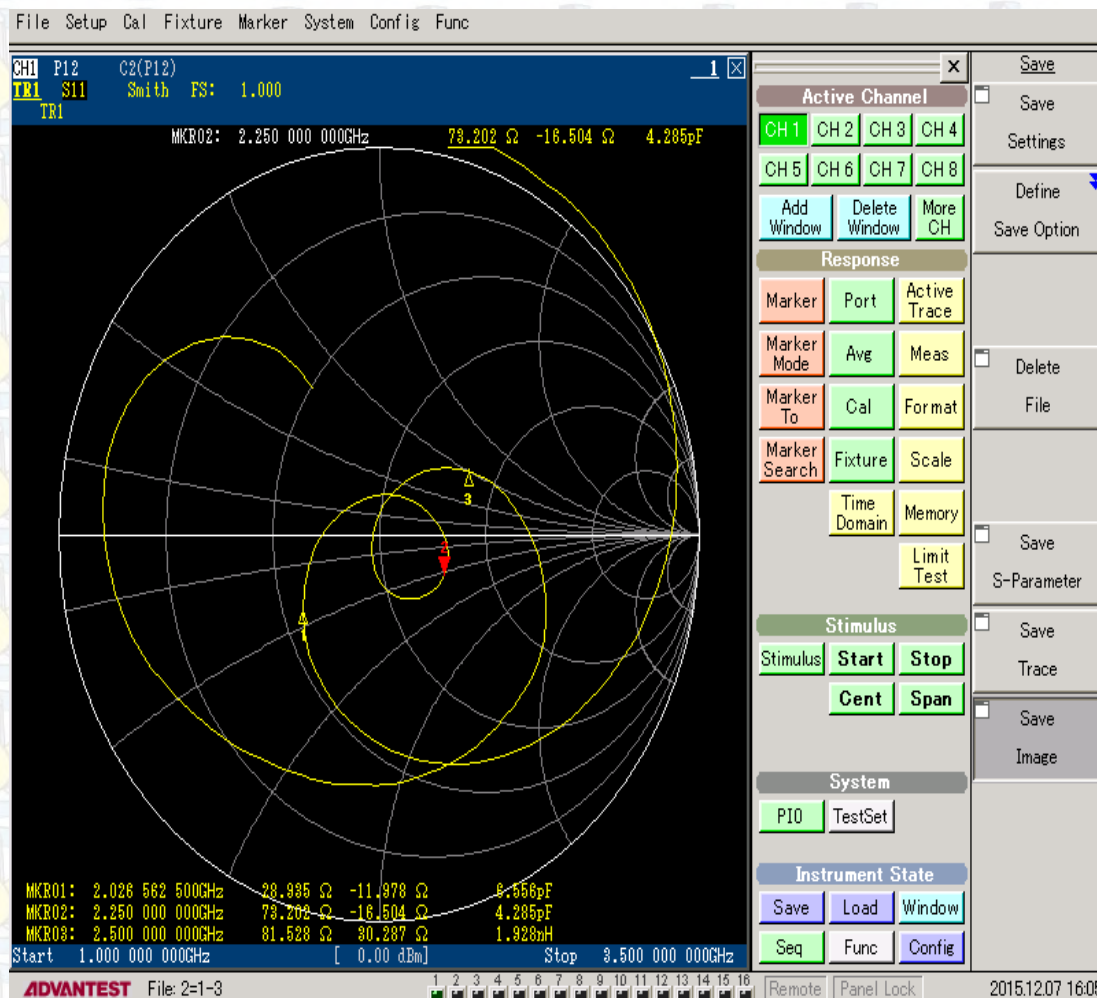 File Setup Cal Fixture Marker System Config Func
CH1 P12 C2(P12) 1
TR1 S11 Smith FS: 1.000
TR1
MKR02: 2.250 000 000GHz 73.202 Ω -16.504 Ω 4.285pF
3
2
1
MKR01: 2.026 562 500GHz 28.935 Ω -11.978 Ω 6.556pF
MKR02: 2.250 000 000GHz 73.202 Ω -16.504 Ω 4.285pF
MKR03: 2.500 000 000GHz 81.528 Ω 30.287 Ω 1.928nH
Start 1.000 000 000GHz [ 0.00 dBm] Stop 3.500 000 000GHz
Active Channel
CH 1 CH 2 CH 3 CH 4
CH 5 CH 6 CH 7 CH 8
Add Window
Delete Window
More CH
Response
Marker Port Active Trace
Marker Mode Avg Meas
Marker To Cal Format
Marker Search Fixture Scale
Time Domain Memory
Limit Test
Stimulus
Stimulus Start Stop
Cent Span
System
PIO TestSet
Instrument State
Save Load Window
Seq Func Config
Save
Save
Settings
Define
Save Option
Delete
File
Save
S-Parameter
Save
Trace
Save
Image
ADVANTEST File: 2=1-3
1 2 3 4 5 6 7 8 9 10 11 12 13 14 15 16
Remote Panel Lock 2015.12.07 16:05